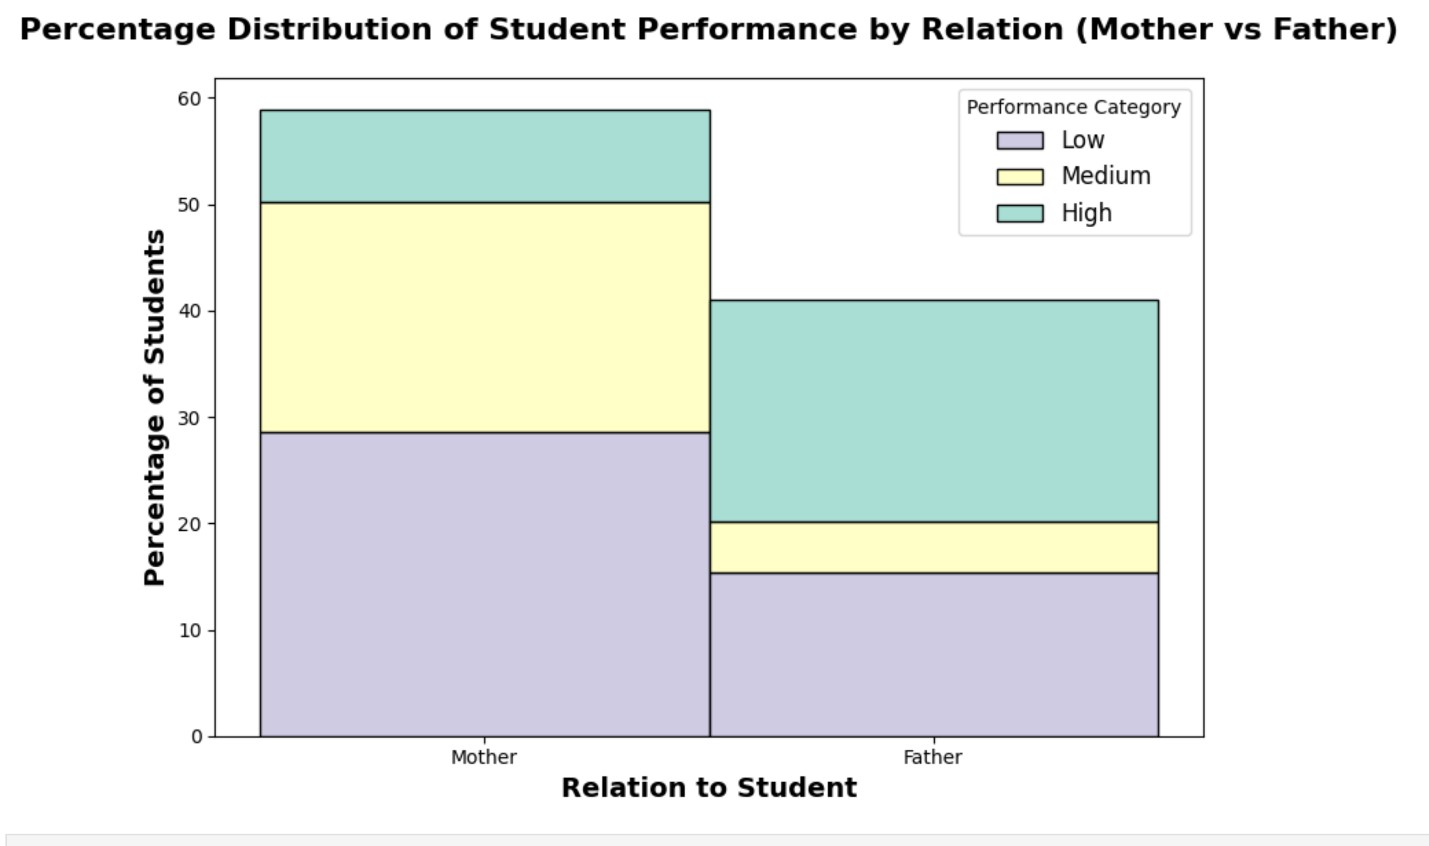 Percentage Distribution of Student Performance by Relation (Mother vs Father)
Performance Category
Low
Medium
High
Percentage of Students
60
50
40
30
20
10
0
Mother
Father
Relation to Student